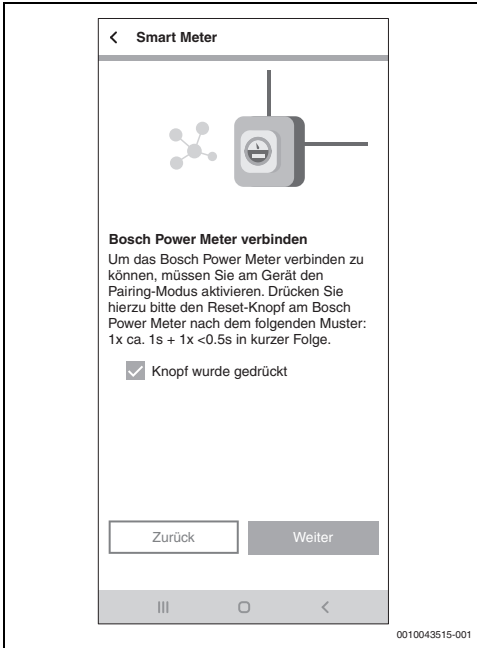 Smart Meter
Bosch Power Meter verbinden
Um das Bosch Power Meter verbinden zu
können, müssen Sie am Gerät den
Pairing-Modus aktivieren. Drücken Sie
hierzu bitte den Reset-Knopf am Bosch
Power Meter nach dem folgenden Muster:
1x ca. 1s + 1x <0.5s in kurzer Folge.
Knopf wurde gedrückt
Zurück
Weiter
0010043515-001